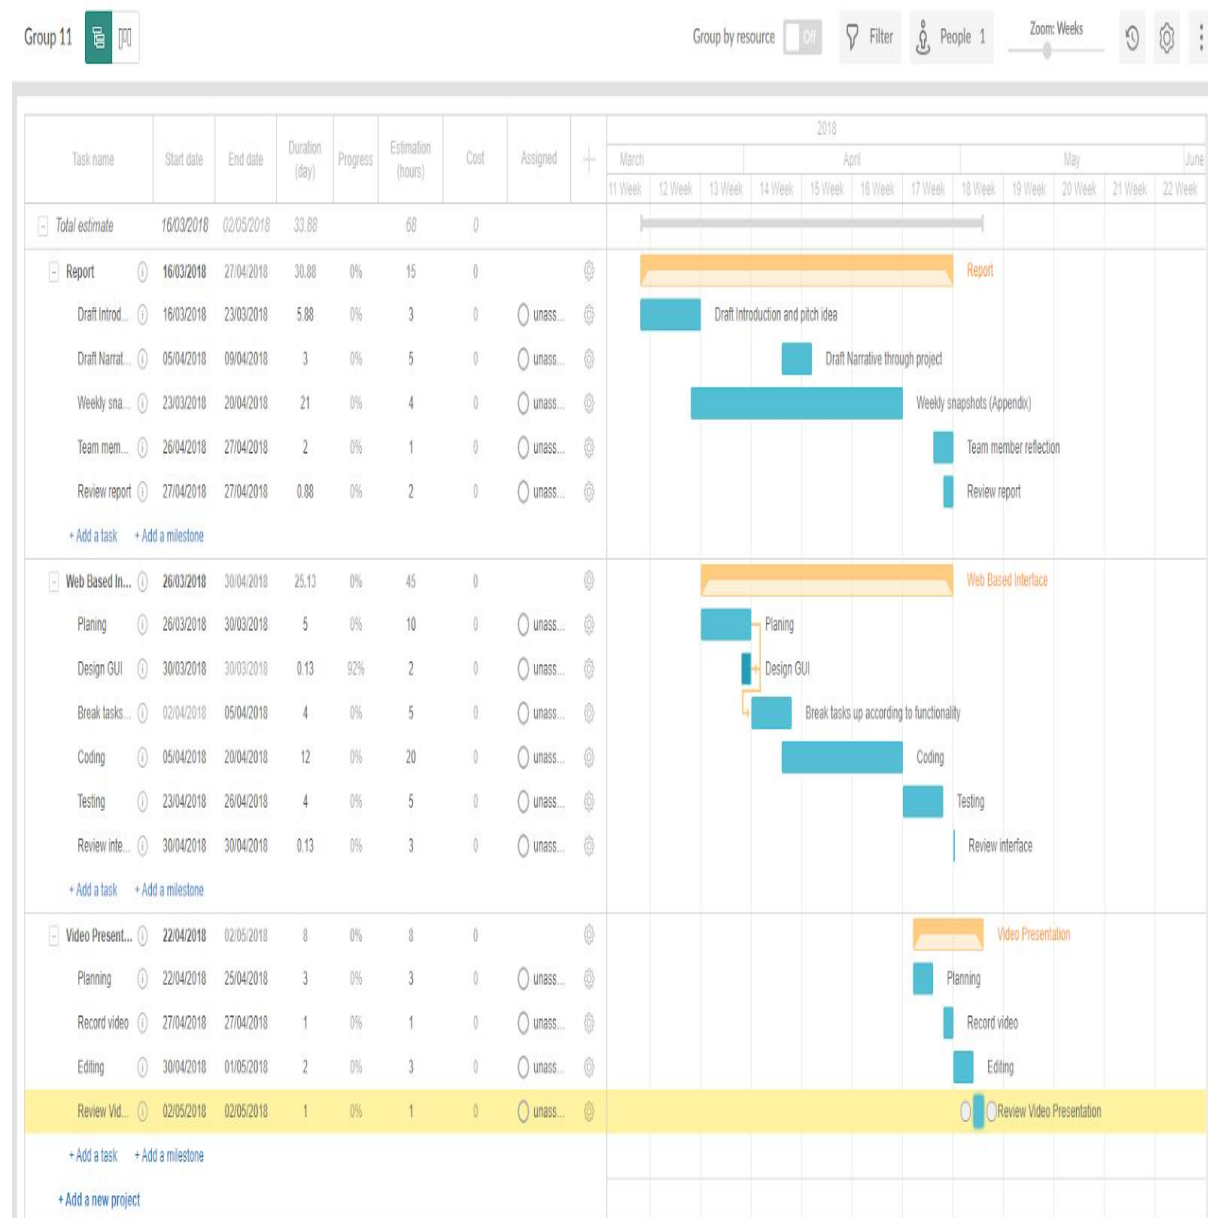 Group 11 Group by resource Off Filter People 1 Zoom: Weeks
2018
Task name Start date End date Duration (day) Progress Estimation (hours) Cost Assigned March April May June
11 Week 12 Week 13 Week 14 Week 15 Week 16 Week 17 Week 18 Week 19 Week 20 Week 21 Week 22 Week
Total estimate 16/03/2018 02/05/2018 33.88 68 0
Report 16/03/2018 27/04/2018 30.88 0% 15 0 Report
Draft Introd... 16/03/2018 23/03/2018 5.88 0% 3 0 unass... Draft Introduction and pitch idea
Draft Narrat... 05/04/2018 09/04/2018 3 0% 5 0 unass... Draft Narrative through project
Weekly sna... 23/03/2018 20/04/2018 21 0% 4 0 unass... Weekly snapshots (Appendix)
Team mem... 26/04/2018 27/04/2018 2 0% 1 0 unass... Team member reflection
Review report 27/04/2018 27/04/2018 0.88 0% 2 0 unass... Review report
+ Add a task + Add a milestone
Web Based In... 26/03/2018 30/04/2018 25.13 0% 45 0 Web Based Interface
Planing 26/03/2018 30/03/2018 5 0% 10 0 unass... Planing
Design GUI 30/03/2018 30/03/2018 0.13 92% 2 0 unass... Design GUI
Break tasks... 02/04/2018 05/04/2018 4 0% 5 0 unass... Break tasks up according to functionality
Coding 05/04/2018 20/04/2018 12 0% 20 0 unass... Coding
Testing 23/04/2018 26/04/2018 4 0% 5 0 unass... Testing
Review inte... 30/04/2018 30/04/2018 0.13 0% 3 0 unass... Review interface
+ Add a task + Add a milestone
Video Present... 22/04/2018 02/05/2018 8 0% 8 0 Video Presentation
Planning 22/04/2018 25/04/2018 3 0% 3 0 unass... Planning
Record video 27/04/2018 27/04/2018 1 0% 1 0 unass... Record video
Editing 30/04/2018 01/05/2018 2 0% 3 0 unass... Editing
Review Vid... 02/05/2018 02/05/2018 1 0% 1 0 unass... Review Video Presentation
+ Add a task + Add a milestone
+ Add a new project